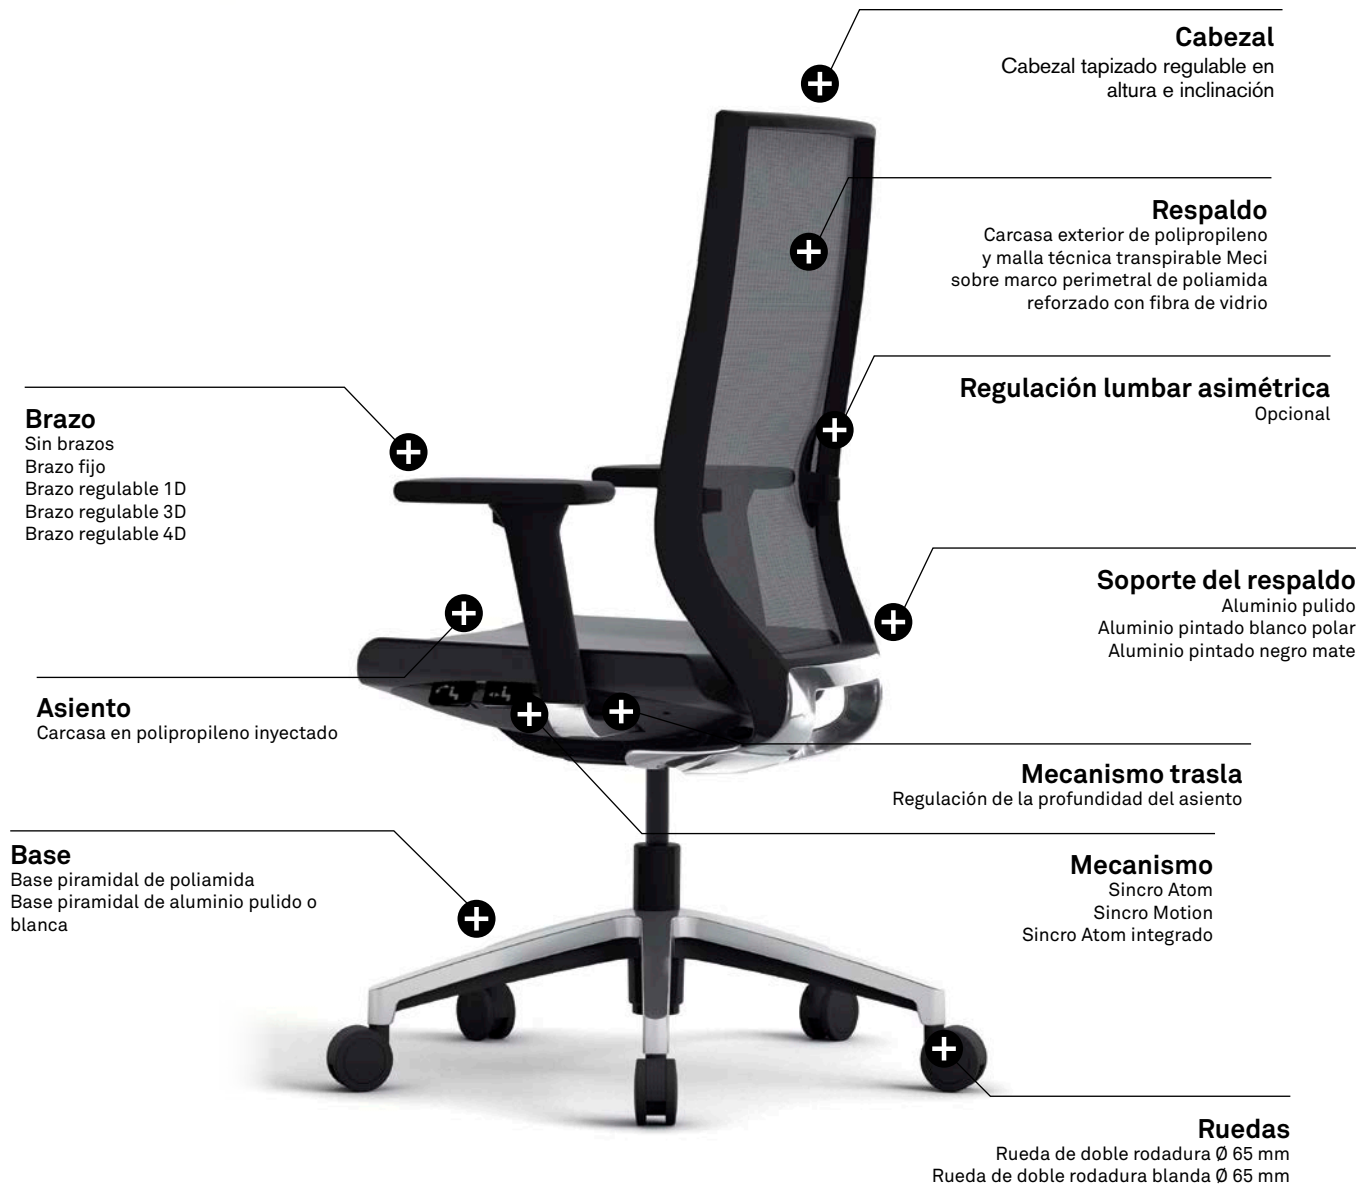 Cabezal
Cabezal tapizado regulable en
altura e inclinación
Respaldo
Carcasa exterior de polipropileno
y malla técnica transpirable Meci
sobre marco perimetral de poliamida
reforzado con fibra de vidrio
Regulación lumbar asimétrica
Opcional
Brazo
Sin brazos
Brazo fijo
Brazo regulable 1D
Brazo regulable 3D
Brazo regulable 4D
Soporte del respaldo
Aluminio pulido
Aluminio pintado blanco polar
Aluminio pintado negro mate
Asiento
Carcasa en polipropileno inyectado
Mecanismo trasla
Regulación de la profundidad del asiento
Base
Base piramidal de poliamida
Base piramidal de aluminio pulido o
blanca
Mecanismo
Sincro Atom
Sincro Motion
Sincro Atom integrado
Ruedas
Rueda de doble rodadura Ø 65 mm
Rueda de doble rodadura blanda Ø 65 mm